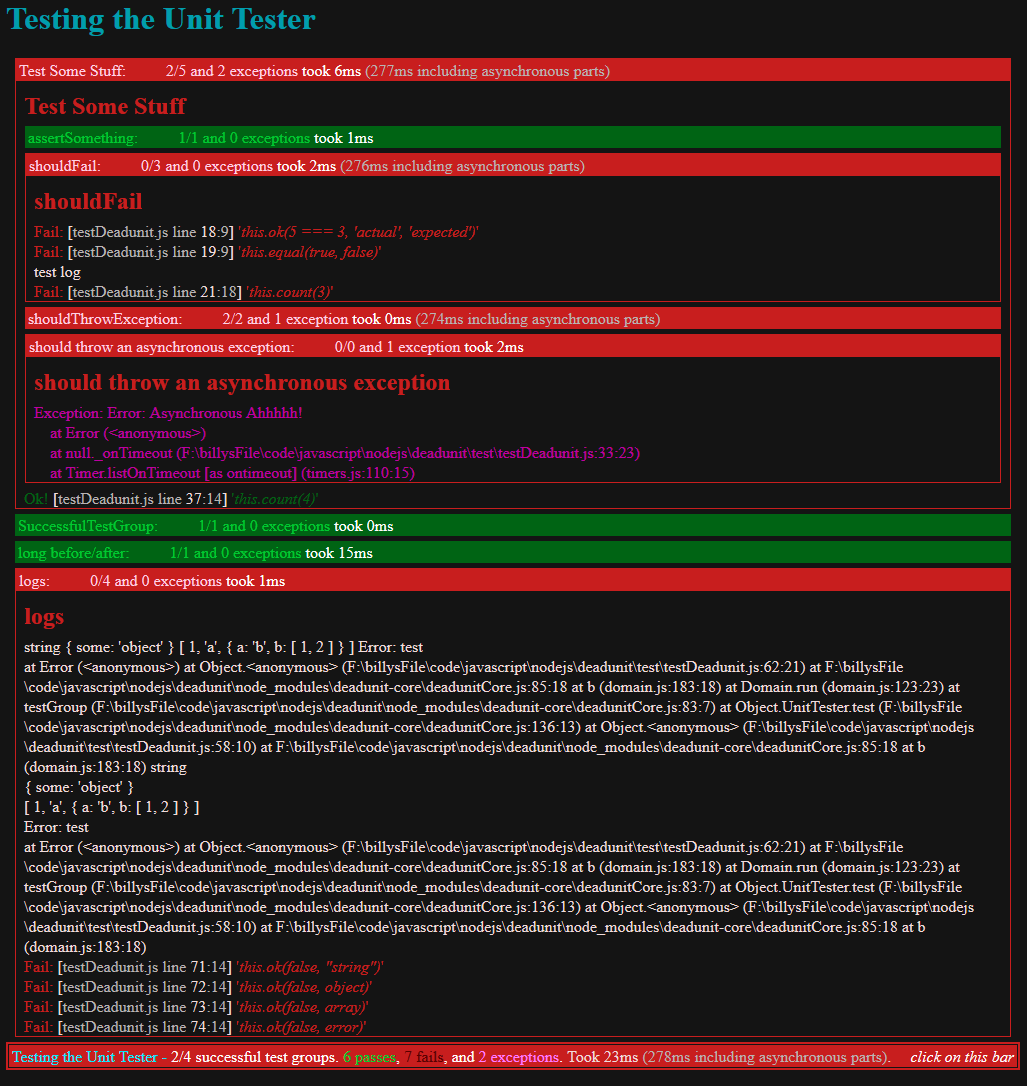 Testing the Unit Tester
Test Some Stuff: 2/5 and 2 exceptions took 6ms (277ms including asynchronous parts)
Test Some Stuff
assertSomething: 1/1 and 0 exceptions took 1ms
shouldFail: 0/3 and 0 exceptions took 2ms (276ms including asynchronous parts)
shouldFail
Fail: [testDeadunit.js line 18:9] 'this.ok(5 === 3, 'actual', 'expected')'
Fail: [testDeadunit.js line 19:9] 'this.equal(true, false)'
test log
Fail: [testDeadunit.js line 21:18] 'this.count(3)'
shouldThrowException: 2/2 and 1 exception took 0ms (274ms including asynchronous parts)
should throw an asynchronous exception: 0/0 and 1 exception took 2ms
should throw an asynchronous exception
Exception: Error: Asynchronous Ahhhhh!
at Error (<anonymous>)
at null._onTimeout (F:\billysFile\code\javascript\nodejs\deadunit\test\testDeadunit.js:33:23)
at Timer.listOnTimeout [as ontimeout] (timers.js:110:15)
Ok! [testDeadunit.js line 37:14] 'this.count(4)'
SuccessfulTestGroup: 1/1 and 0 exceptions took 0ms
long before/after: 1/1 and 0 exceptions took 15ms
logs: 0/4 and 0 exceptions took 1ms
logs
string { some: 'object' } [ 1, 'a', { a: 'b', b: [ 1, 2 ] } ] Error: test
at Error (<anonymous>) at Object.<anonymous> (F:\billysFile\code\javascript\nodejs\deadunit\test\testDeadunit.js:62:21) at F:\billysFile
\code\javascript\nodejs\deadunit\node_modules\deadunit-core\deadunitCore.js:85:18 at b (domain.js:183:18) at Domain.run (domain.js:123:23) at
testGroup (F:\billysFile\code\javascript\nodejs\deadunit\node_modules\deadunit-core\deadunitCore.js:83:7) at Object.UnitTester.test (F:\billysFile
\code\javascript\nodejs\deadunit\node_modules\deadunit-core\deadunitCore.js:136:13) at Object.<anonymous> (F:\billysFile\code\javascript\nodejs
\deadunit\test\testDeadunit.js:58:10) at F:\billysFile\code\javascript\nodejs\deadunit\node_modules\deadunit-core\deadunitCore.js:85:18 at b
(domain.js:183:18) string
{ some: 'object' }
[ 1, 'a', { a: 'b', b: [ 1, 2 ] } ]
Error: test
at Error (<anonymous>) at Object.<anonymous> (F:\billysFile\code\javascript\nodejs\deadunit\test\testDeadunit.js:62:21) at F:\billysFile
\code\javascript\nodejs\deadunit\node_modules\deadunit-core\deadunitCore.js:85:18 at b (domain.js:183:18) at Domain.run (domain.js:123:23) at
testGroup (F:\billysFile\code\javascript\nodejs\deadunit\node_modules\deadunit-core\deadunitCore.js:83:7) at Object.UnitTester.test (F:\billysFile
\code\javascript\nodejs\deadunit\node_modules\deadunit-core\deadunitCore.js:136:13) at Object.<anonymous> (F:\billysFile\code\javascript\nodejs
\deadunit\test\testDeadunit.js:58:10) at F:\billysFile\code\javascript\nodejs\deadunit\node_modules\deadunit-core\deadunitCore.js:85:18 at b
(domain.js:183:18)
Fail: [testDeadunit.js line 71:14] 'this.ok(false, "string")'
Fail: [testDeadunit.js line 72:14] 'this.ok(false, object)'
Fail: [testDeadunit.js line 73:14] 'this.ok(false, array)'
Fail: [testDeadunit.js line 74:14] 'this.ok(false, error)'
Testing the Unit Tester - 2/4 successful test groups. 6 passes, 7 fails, and 2 exceptions. Took 23ms (278ms including asynchronous parts). click on this bar